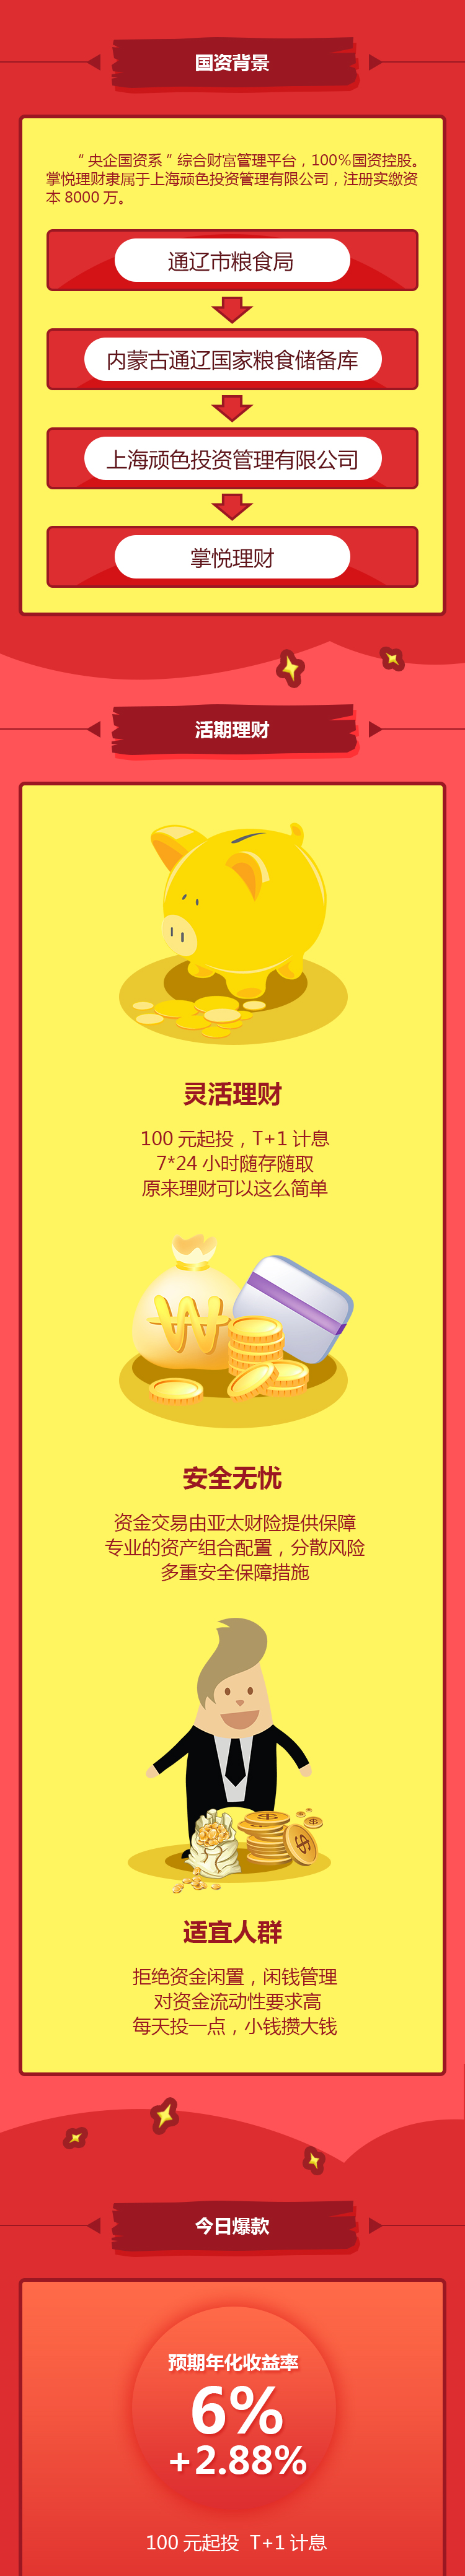 国资背景
“央企国资系”综合财富管理平台，100%国资控股。
掌悦理财隶属于上海顽色投资管理有限公司，注册实缴资
本 8000 万。
通辽市粮食局
内蒙古通辽国家粮食储备库
上海顽色投资管理有限公司
掌悦理财
活期理财
灵活理财
100 元起投，T+1 计息
7*24 小时随存随取
原来理财可以这么简单
安全无忧
资金交易由亚太财险提供保障
专业的资产组合配置，分散风险
多重安全保障措施
适宜人群
拒绝资金闲置，闲钱管理
对资金流动性要求高
每天投一点，小钱攒大钱
今日爆款
预期年化收益率
6%
+2.88%
100 元起投 T+1 计息